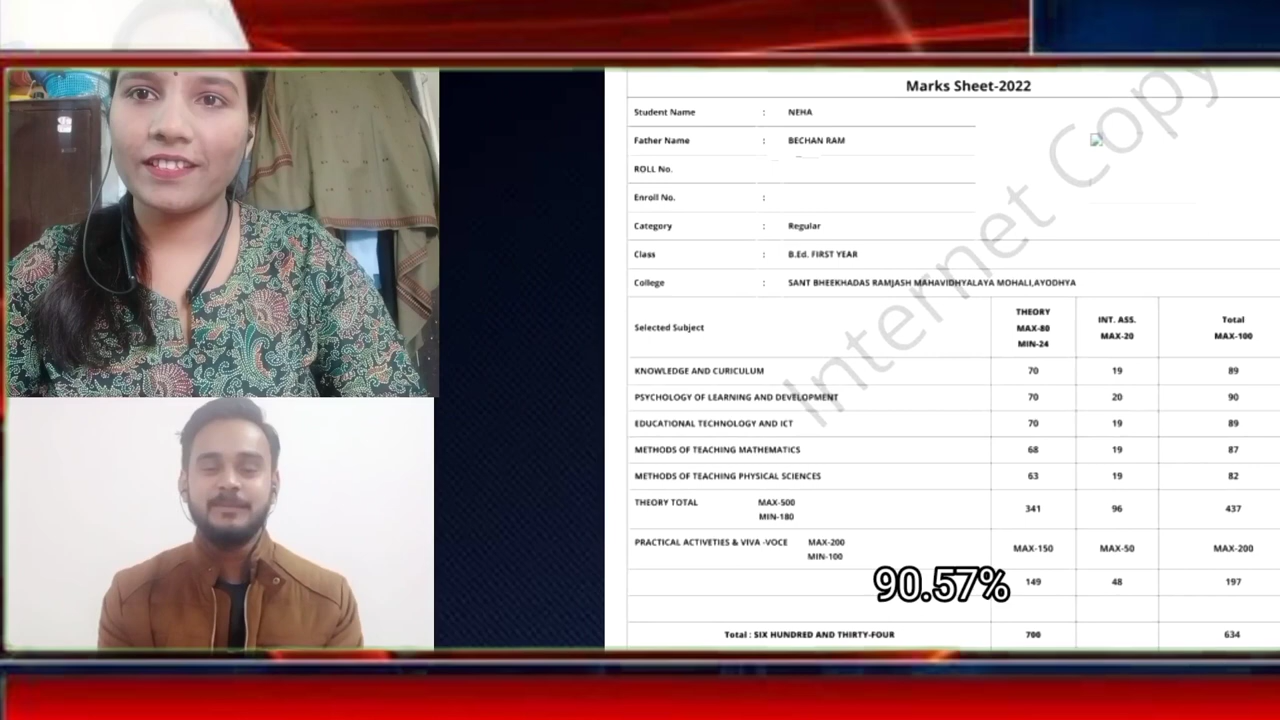 Marks Sheet-2022
Student Name : NEHA
Father Name : BECHAN RAM
ROLL No.
Enroll No. :
Category : Regular
Class : B.Ed. FIRST YEAR
College : SANT BHEEKHADAS RAMJASH MAHAVIDHYALAYA MOHALI,AYODHYA
Selected Subject
THEORY
MAX-80
MIN-24
INT. ASS.
MAX-20
Total
MAX-100
KNOWLEDGE AND CURICULUM 70 19 89
PSYCHOLOGY OF LEARNING AND DEVELOPMENT 70 20 90
EDUCATIONAL TECHNOLOGY AND ICT 70 19 89
METHODS OF TEACHING MATHEMATICS 68 19 87
METHODS OF TEACHING PHYSICAL SCIENCES 63 19 82
THEORY TOTAL MAX-500
MIN-180
341 96 437
PRACTICAL ACTIVETIES & VIVA -VOCE MAX-200
MIN-100
MAX-150 MAX-50 MAX-200
149 48 197
90.57%
Total : SIX HUNDRED AND THIRTY-FOUR 700 634
Internet Copy